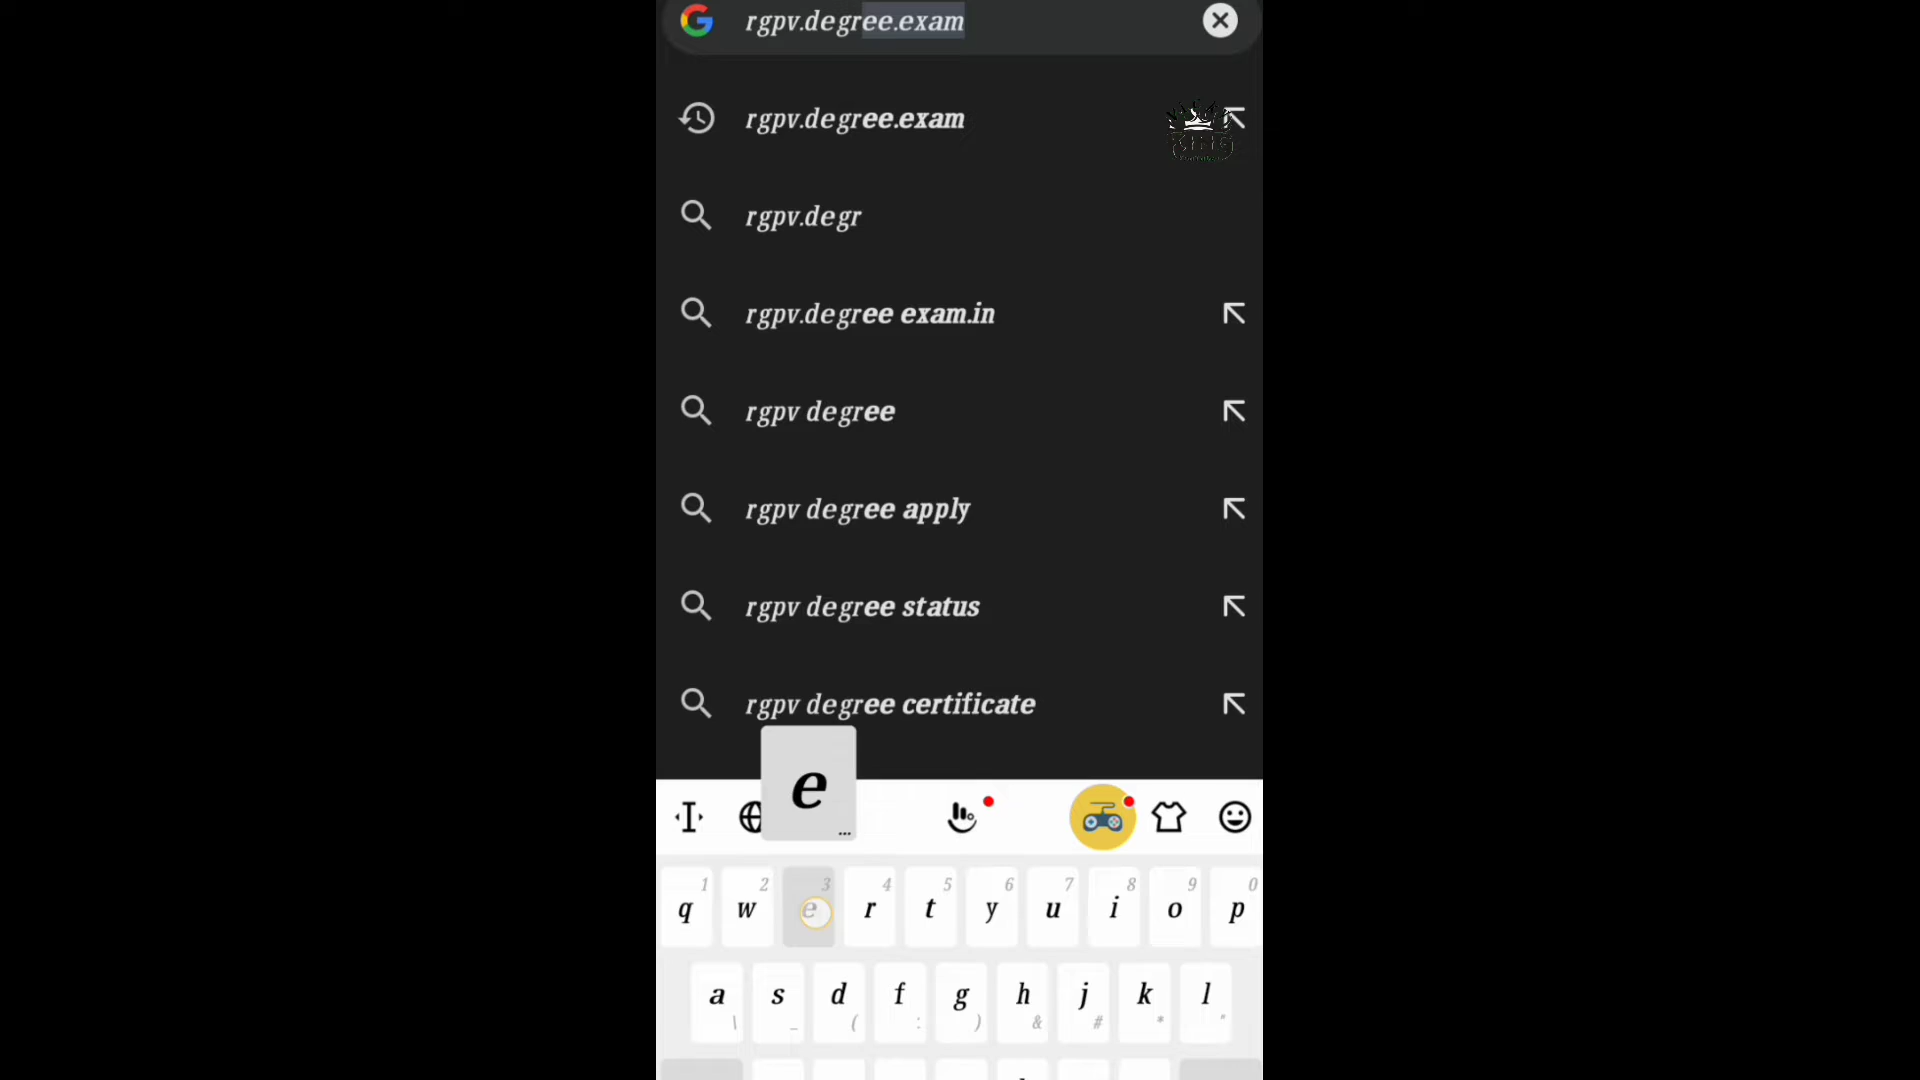 rgpv.degree.exam
rgpv.degree.exam
KING
rgpv.degr
rgpv.degree exam.in
rgpv degree
rgpv degree apply
rgpv degree status
rgpv degree certificate
e
...
1 2 3 4 5 6 7 8 9 0
q w e r t y u i o p
a s d f g h j k l
\ _ ( : ) & # * "